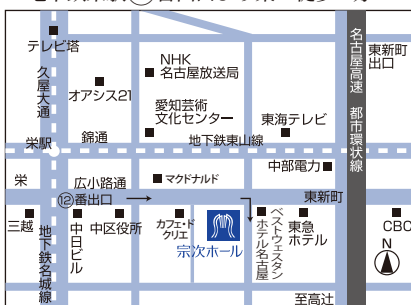 テレビ塔
久屋大通
オアシス21
NHK
名古屋放送局
愛知芸術
文化センター
名古屋高速 都市環状線
東新町
出口
東海テレビ
栄駅
錦通
地下鉄東山線
中部電力
栄
広小路通
マクドナルド
⑫番出口
東新町
三越
地下鉄名城線
中日ビル
中区役所
カフェ・ド
クリエ
宗次ホール
ベストウェスタン
ホテル名古屋
東急
ホテル
CBC
N
至高辻